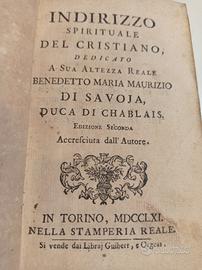 INDIRIZZO
SPIRITUALE
DEL CRISTIANO,
DEDICATO
A SUA ALTEZZA REALE
BENEDETTO MARIA MAURIZIO
DI SAVOJA,
DUCA DI CHABLAIS.
EDIZIONE SECONDA
Accresciuta dall' Autore.
IN TORINO, MDCCLXI.
NELLA STAMPERIA REALE.
Si vende dai Libraj Guibert, e Orgeas.